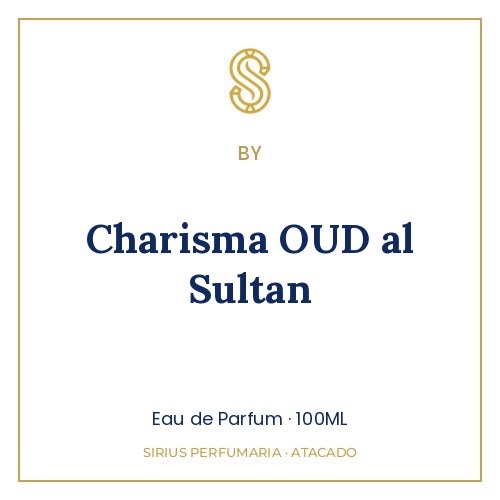 S
BY
Charisma OUD al
Sultan
Eau de Parfum · 100ML
SIRIUS PERFUMARIA · ATACADO